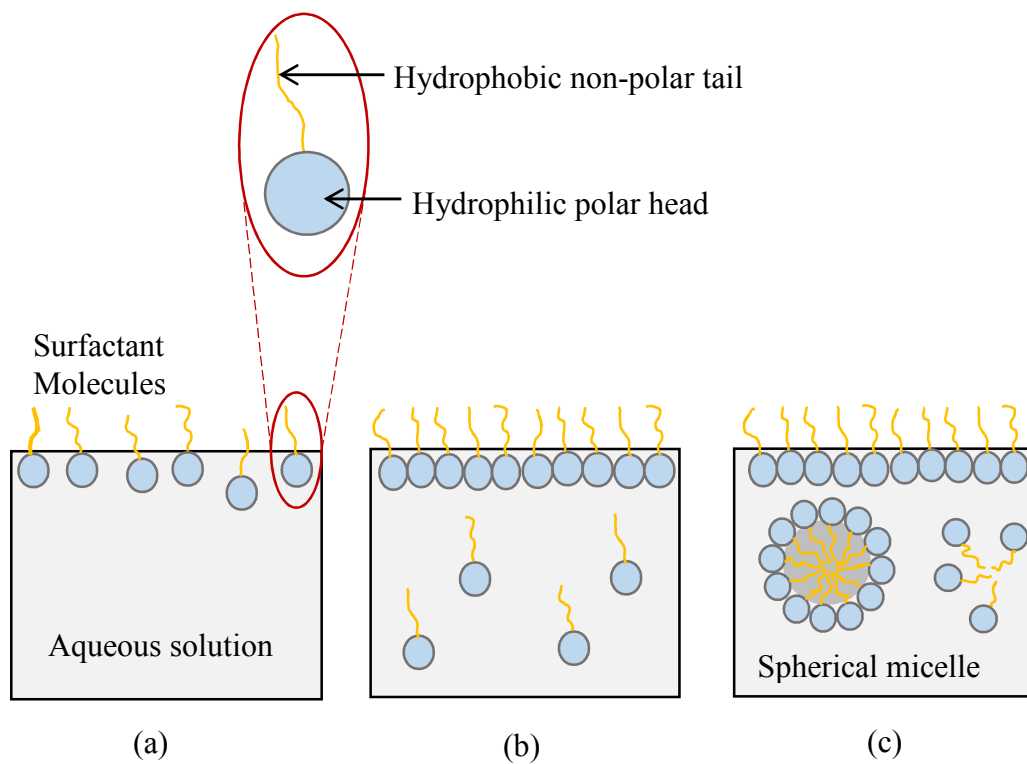 Hydrophobic non-polar tail
Hydrophilic polar head
Surfactant
Molecules
Aqueous solution
Spherical micelle
(a)
(b)
(c)